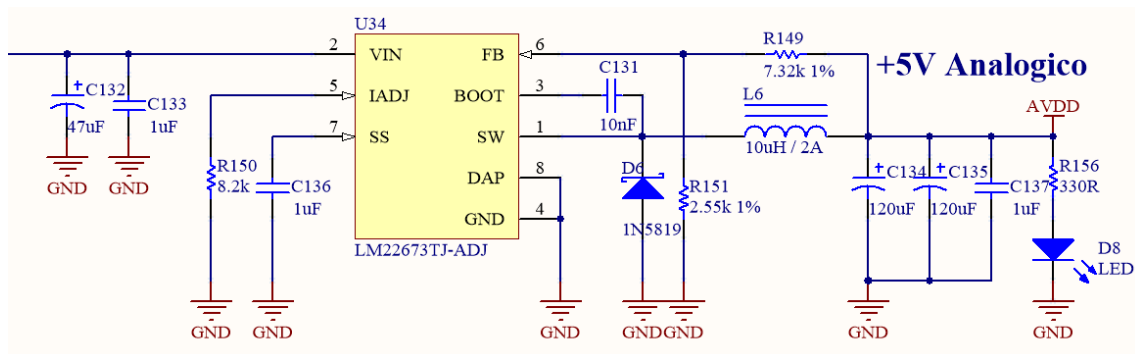 U34
2
VIN
FB
6
R149
7.32k 1%
+5V Analogico
C132
47uF
C133
1uF
5
IADJ
BOOT
3
C131
10nF
L6
10uH / 2A
AVDD
7
SS
SW
1
R150
8.2k
C136
1uF
DAP
8
GND
4
D6
1N5819
R151
2.55k 1%
C134
120uF
C135
120uF
C137
1uF
R156
330R
D8
LED
LM22673TJ-ADJ
GND
GND
GND
GND
GND
GND
GND
GND
GND